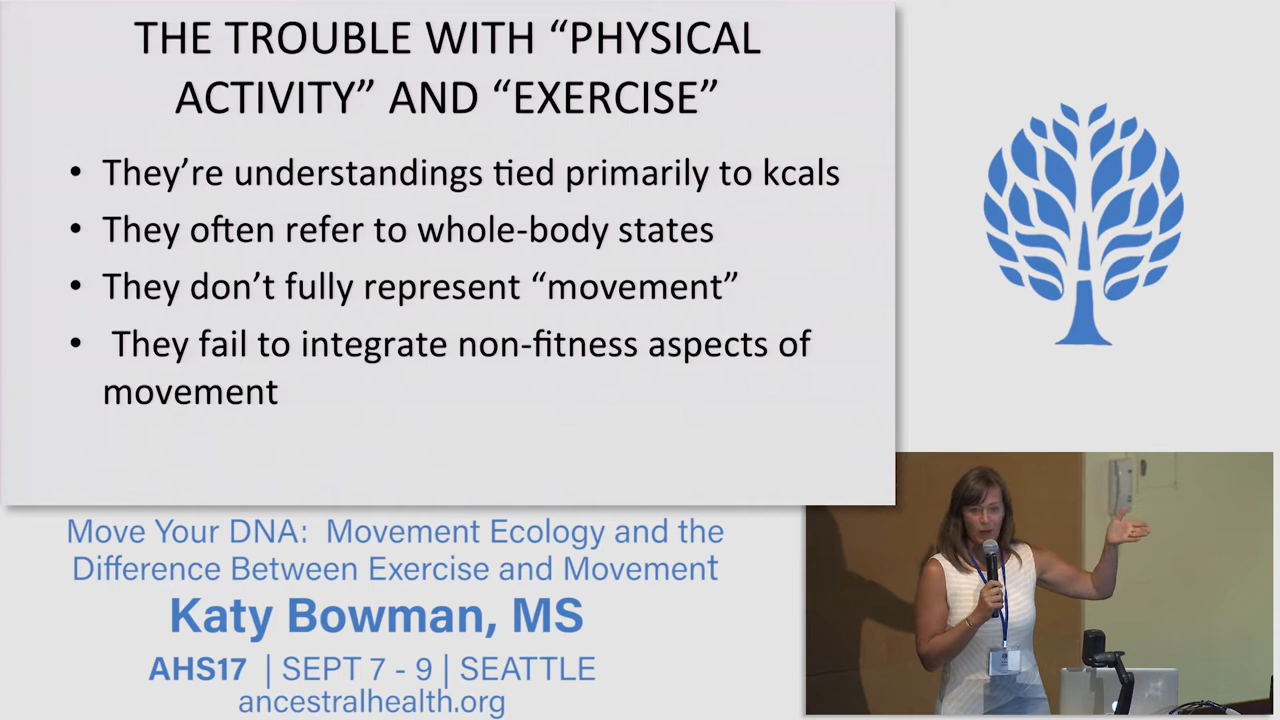 THE TROUBLE WITH “PHYSICAL
ACTIVITY” AND “EXERCISE”
• They’re understandings tied primarily to kcals
• They often refer to whole-body states
• They don’t fully represent “movement”
• They fail to integrate non-fitness aspects of
movement
Move Your DNA: Movement Ecology and the
Difference Between Exercise and Movement
Katy Bowman, MS
AHS17 | SEPT 7 - 9 | SEATTLE
ancestralhealth.org